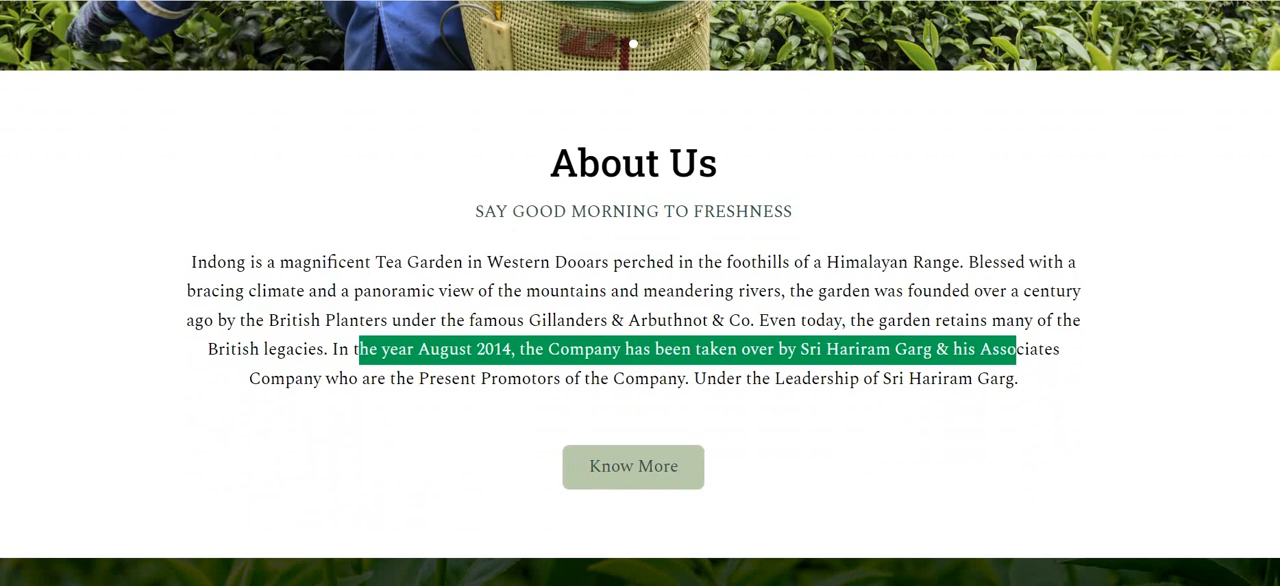 About Us
SAY GOOD MORNING TO FRESHNESS
Indong is a magnificent Tea Garden in Western Dooars perched in the foothills of a Himalayan Range. Blessed with a
bracing climate and a panoramic view of the mountains and meandering rivers, the garden was founded over a century
ago by the British Planters under the famous Gillanders & Arbuthnot & Co. Even today, the garden retains many of the
British legacies. In the year August 2014, the Company has been taken over by Sri Hariram Garg & his Associates
Company who are the Present Promotors of the Company. Under the Leadership of Sri Hariram Garg.
Know More